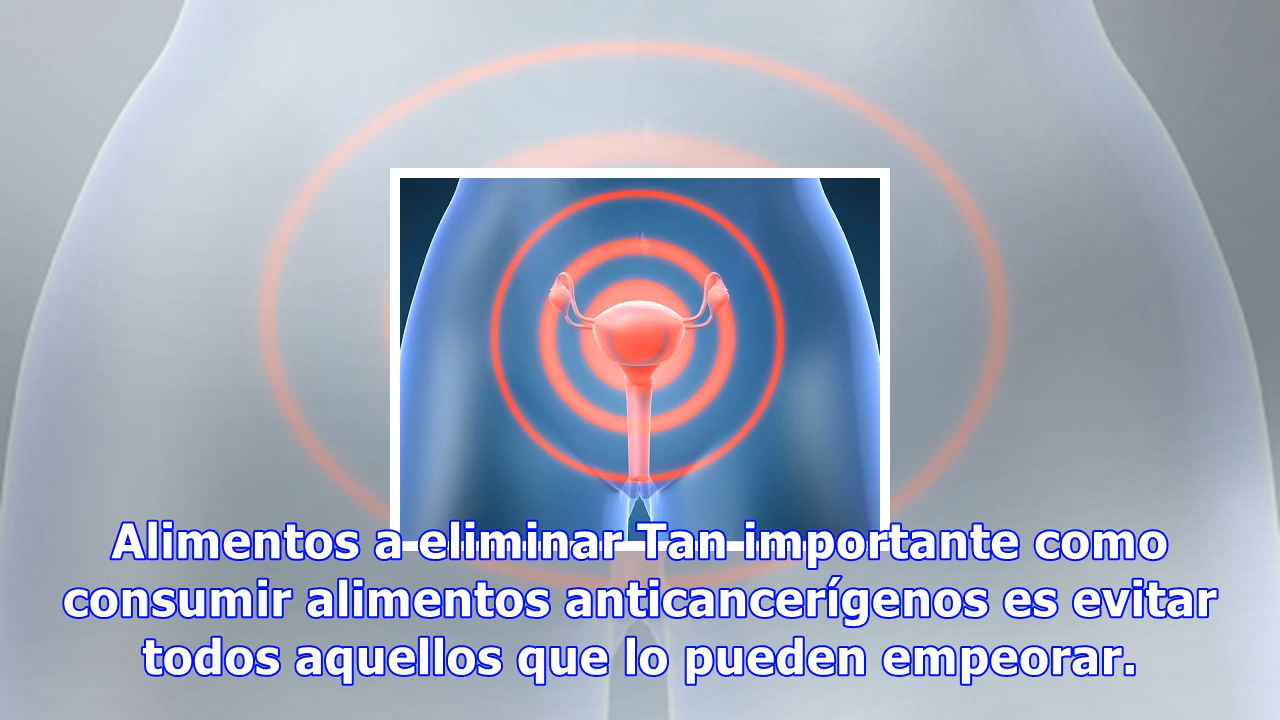 Alimentos a eliminar Tan importante como
consumir alimentos anticancerígenos es evitar
todos aquellos que lo pueden empeorar.